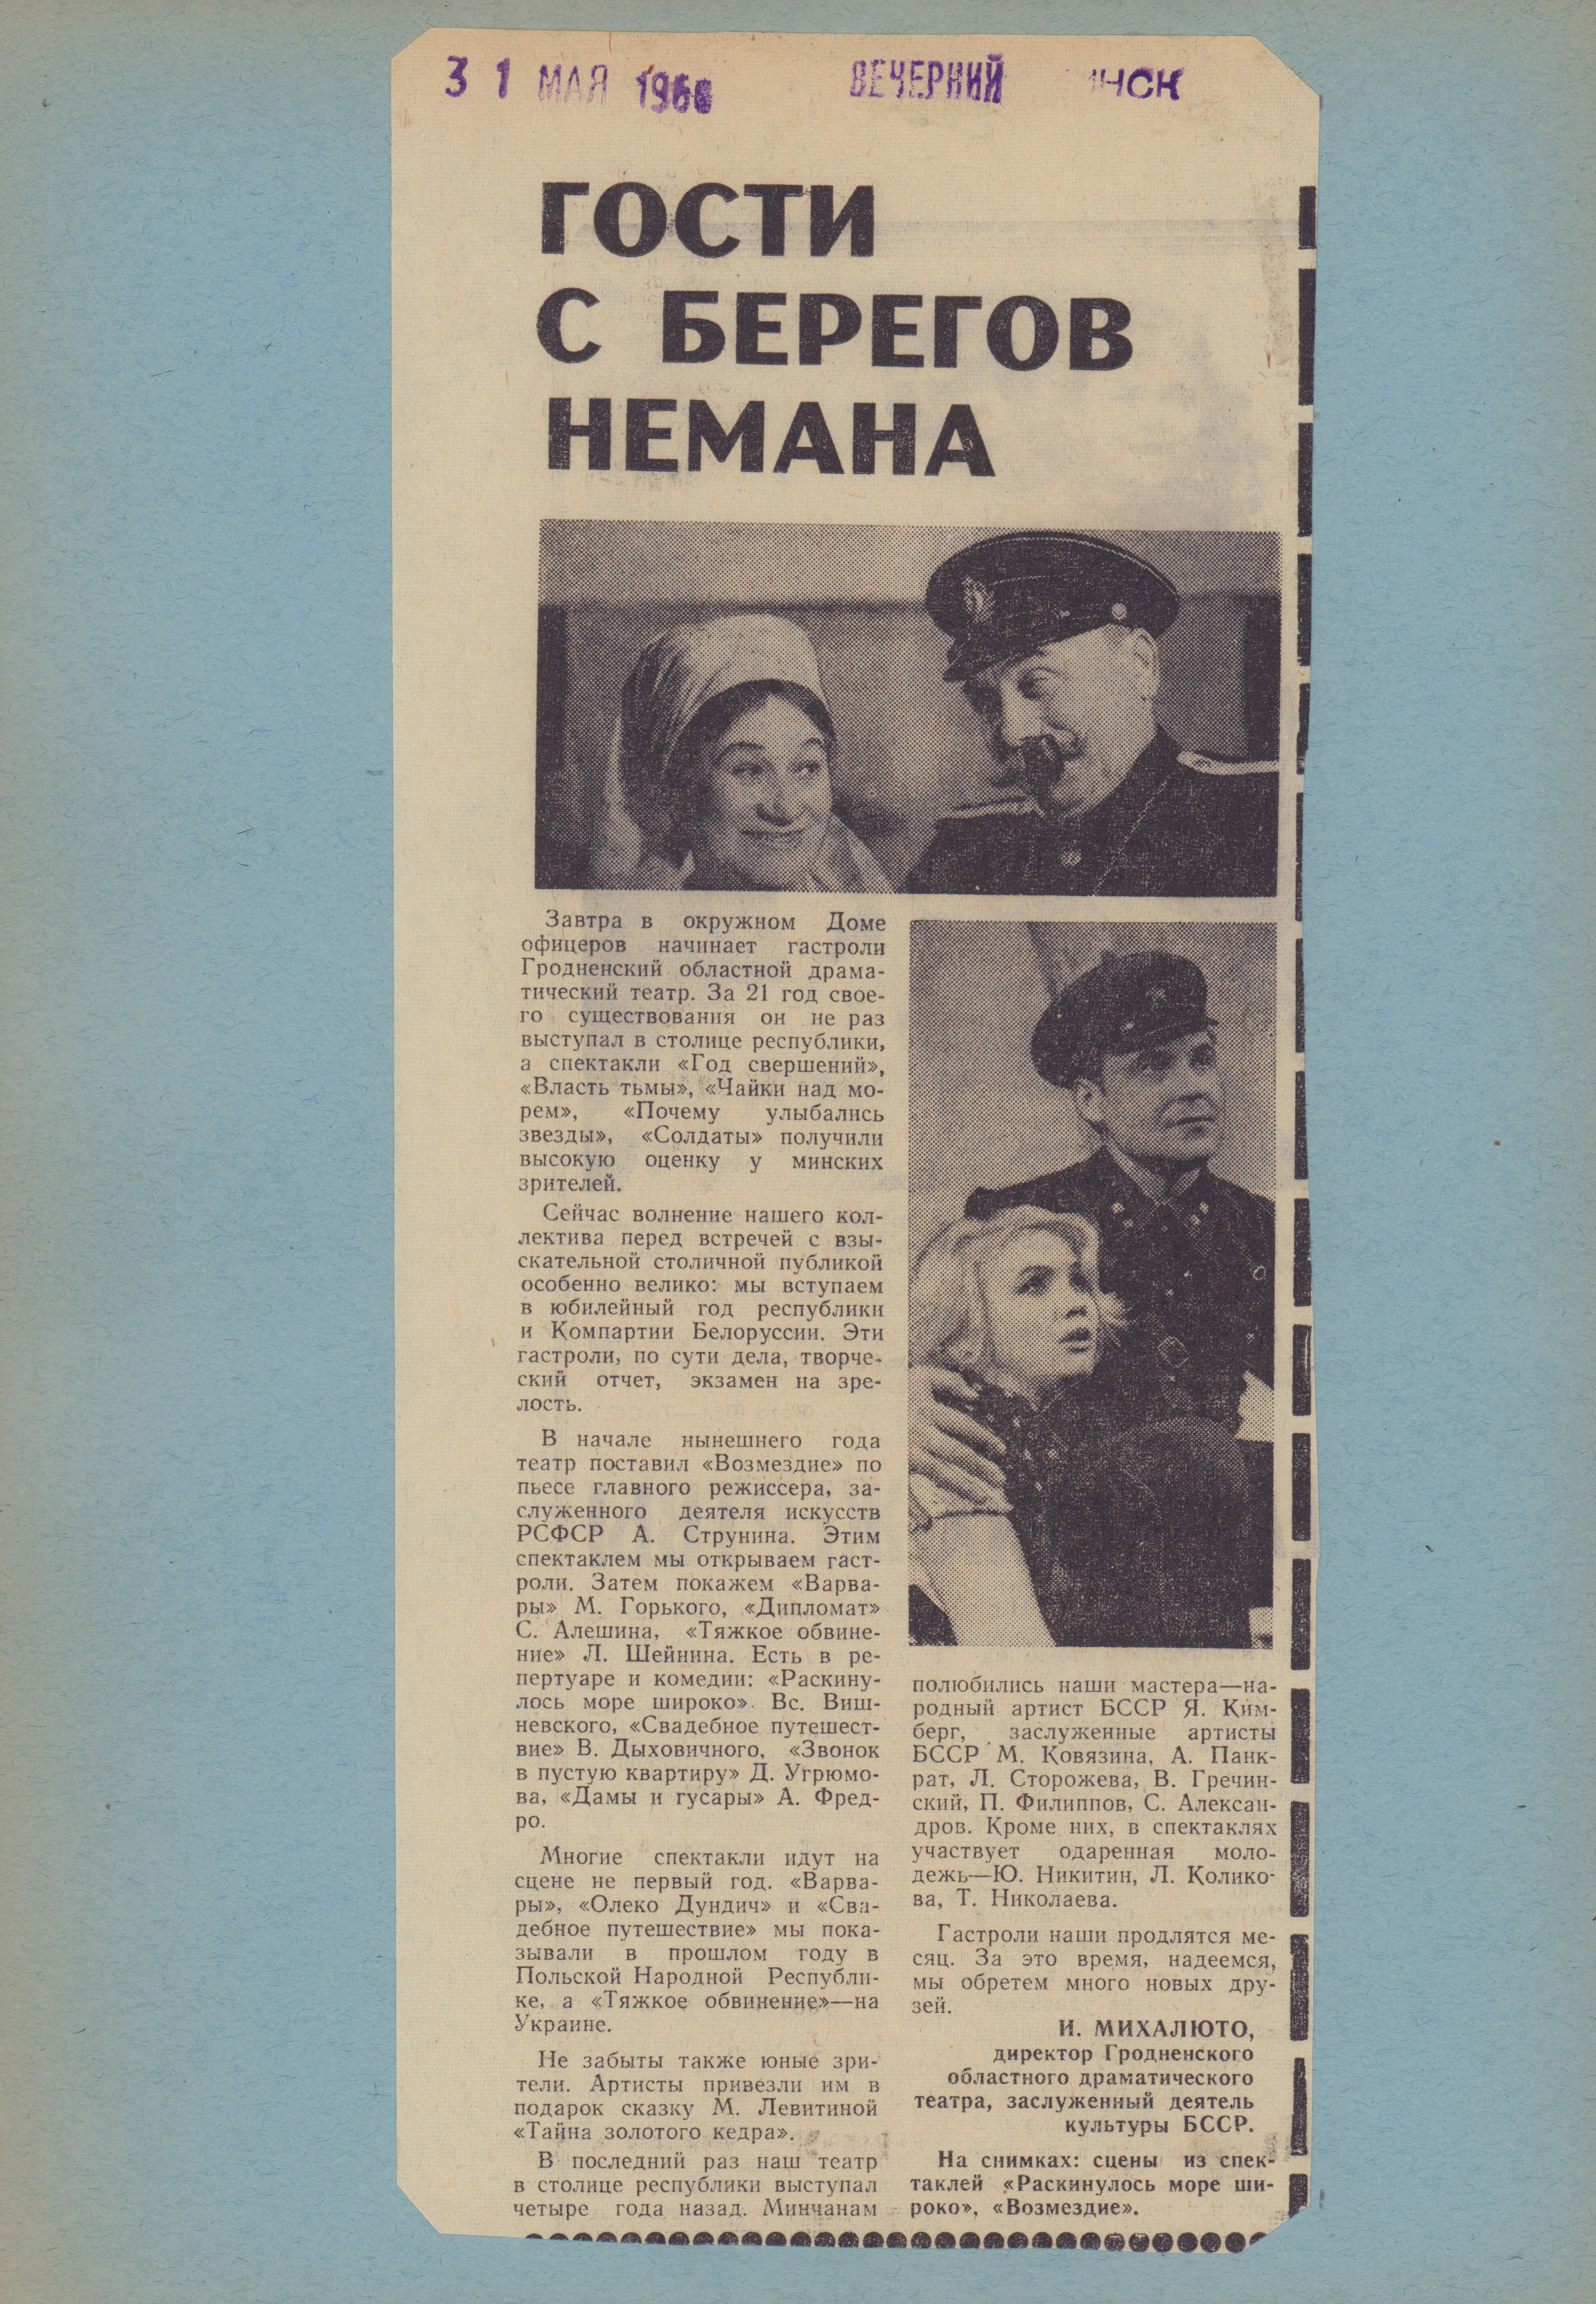 31 МАЯ 1968 ВЕЧЕРНИЙ
ГОСТИ
С БЕРЕГОВ
НЕМАНА
Завтра в окружном Доме
офицеров начинает гастроли
Гродненский областной драма-
тический театр. За 21 год свое-
го существования он не раз
выступал в столице республики,
а спектакли «Год свершений»,
«Власть тьмы», «Чайки над мо-
рем», «Почему улыбались
звезды», «Солдаты» получили
высокую оценку у минских
зрителей.
Сейчас волнение нашего кол-
лектива перед встречей с взы-
скательной столичной публикой
особенно велико: мы вступаем
в юбилейный год республики
и Компартии Белоруссии. Эти
гастроли, по сути дела, творче-
ский отчет, экзамен на зре-
лость.
В начале нынешнего года
театр поставил «Возмездие» по
пьесе главного режиссера, за-
служенного деятеля искусств
РСФСР А. Струнина. Этим
спектаклем мы открываем гаст-
роли. Затем покажем «Варва-
ры» М. Горького, «Дипломат»
С. Алешина, «Тяжкое обвине-
ние» Л. Шейнина. Есть в ре-
пертуаре и комедии: «Раскину-
лось море широко» Вс. Виш-
невского, «Свадебное путешест-
вие» В. Дыховичного, «Звонок
в пустую квартиру» Д. Угрюмо-
ва, «Дамы и гусары» А. Фред-
ро.
Многие спектакли идут на
сцене не первый год. «Варва-
ры», «Олеко Дундич» и «Сва-
дебное путешествие» мы пока-
зывали в прошлом году в
Польской Народной Республи-
ке, а «Тяжкое обвинение»—на
Украине.
Не забыты также юные зри-
тели. Артисты привезли им в
подарок сказку М. Левитиной
«Тайна золотого кедра».
В последний раз наш театр
в столице республики выступал
четыре года назад. Минчанам
полюбились наши мастера—на-
родный артист БССР Я. Ким-
берг, заслуженные артисты
БССР М. Ковязина, А. Панк-
рат, Л. Сторожева, В. Гречин-
ский, П. Филиппов, С. Алексан-
дров. Кроме них, в спектаклях
участвует одаренная моло-
дежь—Ю. Никитин, Л. Колико-
ва, Т. Николаева.
Гастроли наши продлятся ме-
сяц. За это время, надеемся,
мы обретем много новых дру-
зей.
И. МИХАЛЮТО,
директор Гродненского
областного драматического
театра, заслуженный деятель
культуры БССР.
На снимках: сцены из спек-
таклей «Раскинулось море ши-
роко», «Возмездие».